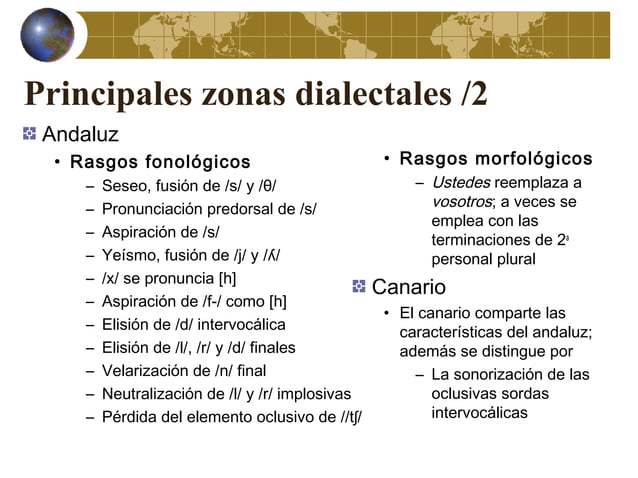 Principales zonas dialectales /2
Andaluz
• Rasgos fonológicos
– Seseo, fusión de /s/ y /θ/
– Pronunciación predorsal de /s/
– Aspiración de /s/
– Yeísmo, fusión de /j/ y /ʎ/
– /x/ se pronuncia [h]
– Aspiración de /f-/ como [h]
– Elisión de /d/ intervocálica
– Elisión de /l/, /r/ y /d/ finales
– Velarización de /n/ final
– Neutralización de /l/ y /r/ implosivas
– Pérdida del elemento oclusivo de //tʃ/
• Rasgos morfológicos
– Ustedes reemplaza a
vosotros; a veces se
emplea con las
terminaciones de 2ª
personal plural
Canario
• El canario comparte las
características del andaluz;
además se distingue por
– La sonorización de las
oclusivas sordas
intervocálicas